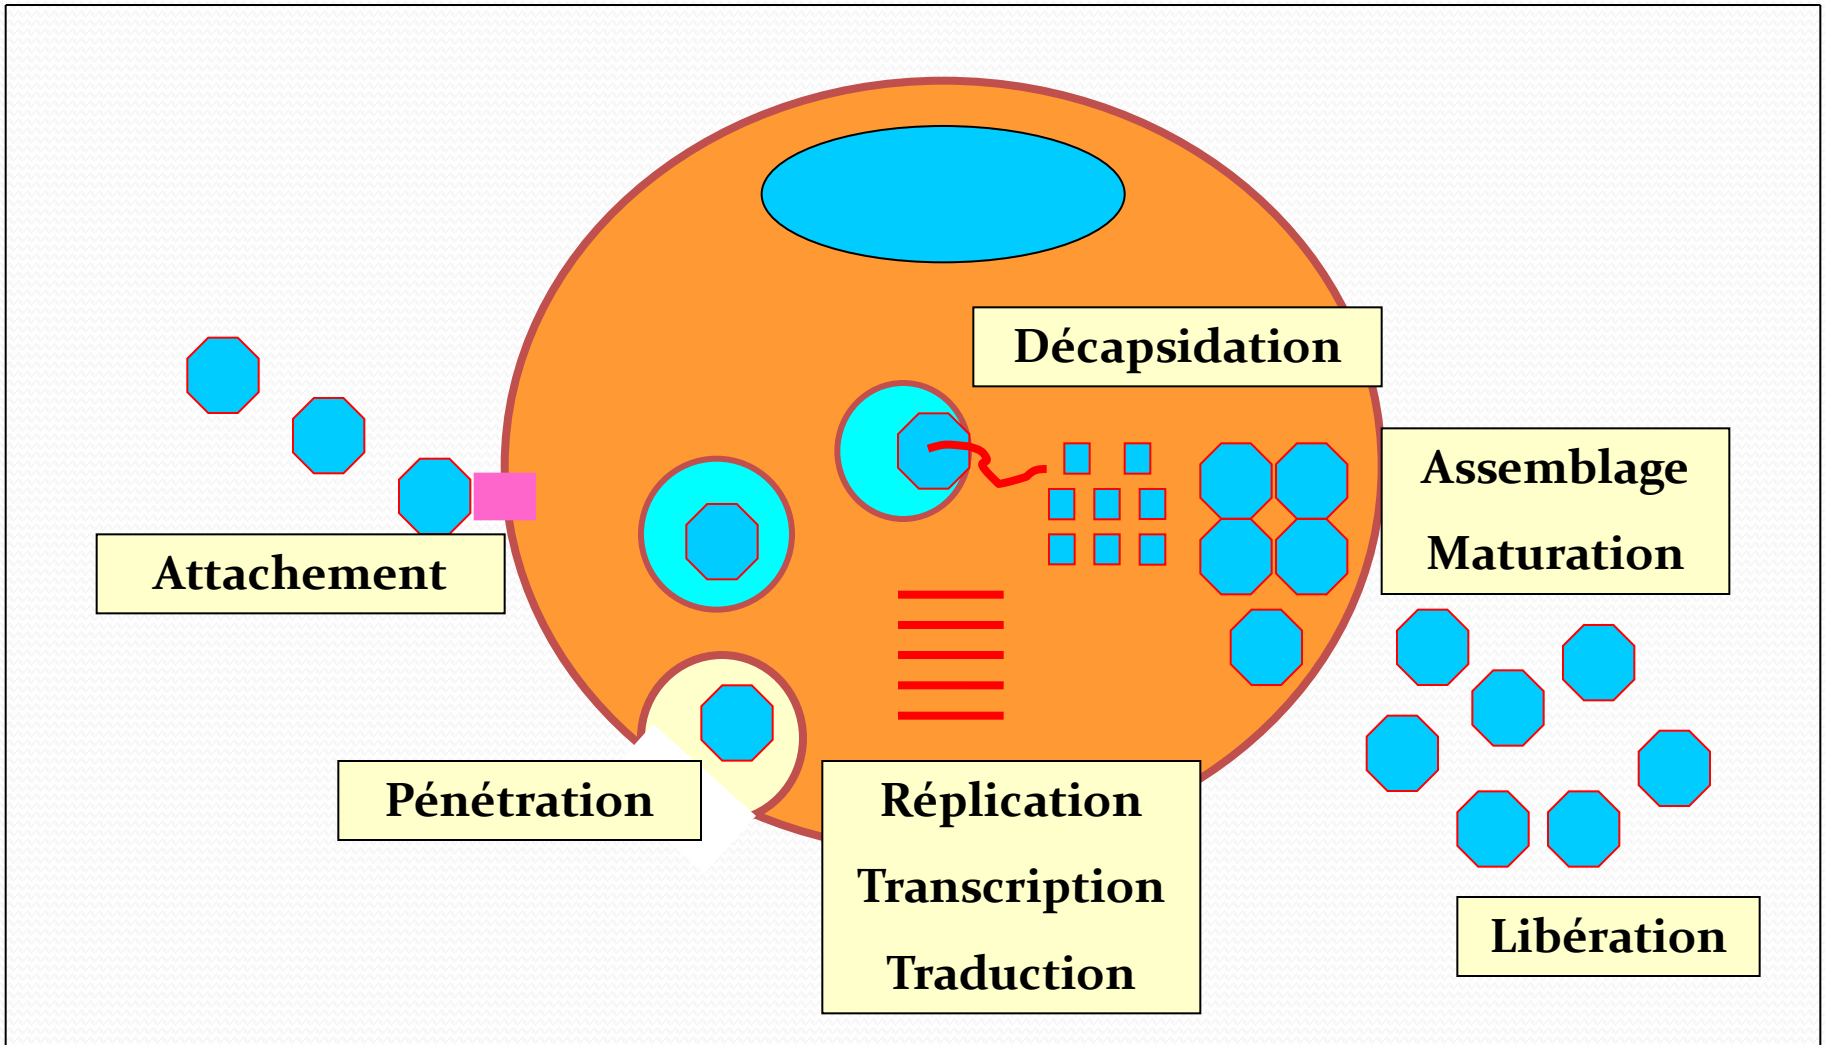 Attachement
Pénétration
Décapsidation
Réplication
Transcription
Traduction
Assemblage
Maturation
Libération